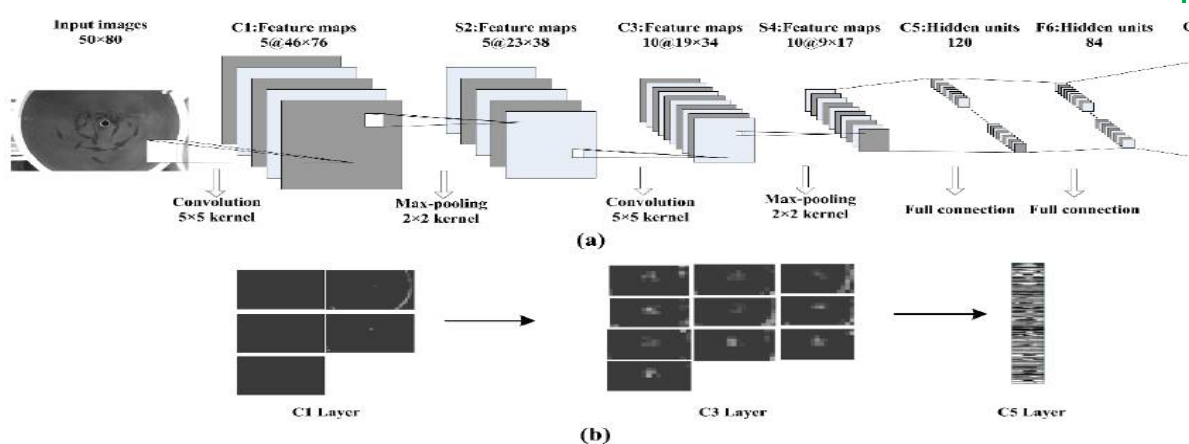 Input images
50×80
C1:Feature maps
5@46×76
S2:Feature maps
5@23×38
C3:Feature maps
10@19×34
S4:Feature maps
10@9×17
C5:Hidden units
120
F6:Hidden units
84
Convolution
5×5 kernel
Max-pooling
2×2 kernel
Convolution
5×5 kernel
Max-pooling
2×2 kernel
Full connection
Full connection
(a)
C1 Layer
C3 Layer
C5 Layer
(b)